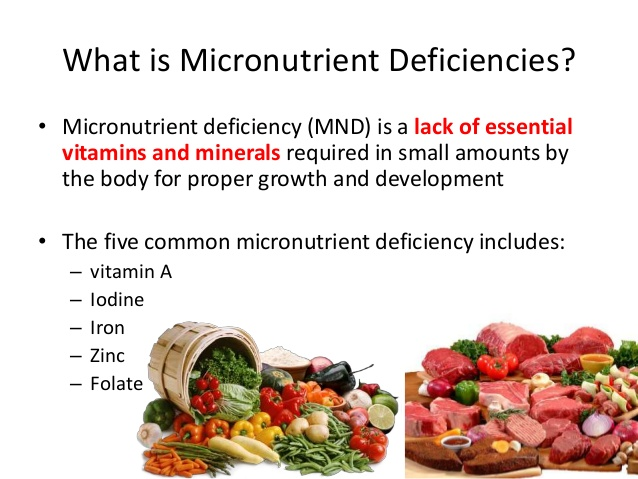 What is Micronutrient Deficiencies?
• Micronutrient deficiency (MND) is a lack of essential
vitamins and minerals required in small amounts by
the body for proper growth and development
• The five common micronutrient deficiency includes:
– vitamin A
– Iodine
– Iron
– Zinc
– Folate